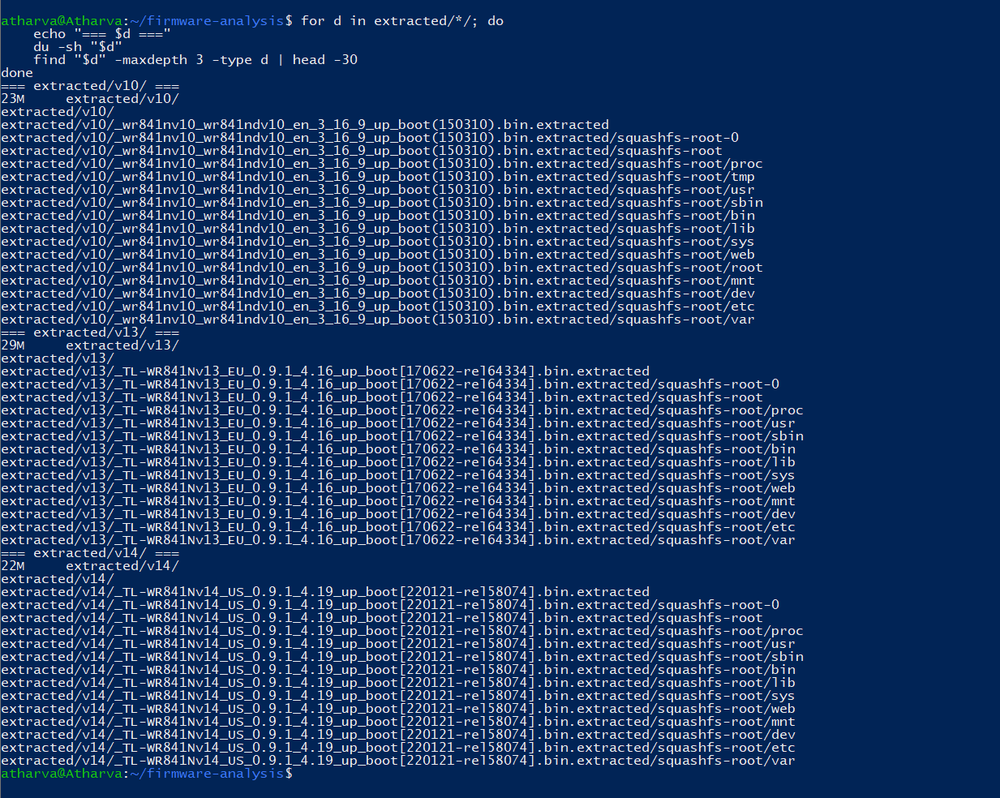 atharva@Atharva:~/firmware-analysis$ for d in extracted/*/; do
    echo "=== $d ==="
    du -sh "$d"
    find "$d" -maxdepth 3 -type d | head -30
done
=== extracted/v10/ ===
23M     extracted/v10/
extracted/v10/
extracted/v10/_wr841nv10_wr841ndv10_en_3_16_9_up_boot(150310).bin.extracted
extracted/v10/_wr841nv10_wr841ndv10_en_3_16_9_up_boot(150310).bin.extracted/squashfs-root-0
extracted/v10/_wr841nv10_wr841ndv10_en_3_16_9_up_boot(150310).bin.extracted/squashfs-root
extracted/v10/_wr841nv10_wr841ndv10_en_3_16_9_up_boot(150310).bin.extracted/squashfs-root/proc
extracted/v10/_wr841nv10_wr841ndv10_en_3_16_9_up_boot(150310).bin.extracted/squashfs-root/tmp
extracted/v10/_wr841nv10_wr841ndv10_en_3_16_9_up_boot(150310).bin.extracted/squashfs-root/usr
extracted/v10/_wr841nv10_wr841ndv10_en_3_16_9_up_boot(150310).bin.extracted/squashfs-root/sbin
extracted/v10/_wr841nv10_wr841ndv10_en_3_16_9_up_boot(150310).bin.extracted/squashfs-root/bin
extracted/v10/_wr841nv10_wr841ndv10_en_3_16_9_up_boot(150310).bin.extracted/squashfs-root/lib
extracted/v10/_wr841nv10_wr841ndv10_en_3_16_9_up_boot(150310).bin.extracted/squashfs-root/sys
extracted/v10/_wr841nv10_wr841ndv10_en_3_16_9_up_boot(150310).bin.extracted/squashfs-root/web
extracted/v10/_wr841nv10_wr841ndv10_en_3_16_9_up_boot(150310).bin.extracted/squashfs-root/root
extracted/v10/_wr841nv10_wr841ndv10_en_3_16_9_up_boot(150310).bin.extracted/squashfs-root/mnt
extracted/v10/_wr841nv10_wr841ndv10_en_3_16_9_up_boot(150310).bin.extracted/squashfs-root/dev
extracted/v10/_wr841nv10_wr841ndv10_en_3_16_9_up_boot(150310).bin.extracted/squashfs-root/etc
extracted/v10/_wr841nv10_wr841ndv10_en_3_16_9_up_boot(150310).bin.extracted/squashfs-root/var
=== extracted/v13/ ===
29M     extracted/v13/
extracted/v13/
extracted/v13/_TL-WR841Nv13_EU_0.9.1_4.16_up_boot[170622-rel64334].bin.extracted
extracted/v13/_TL-WR841Nv13_EU_0.9.1_4.16_up_boot[170622-rel64334].bin.extracted/squashfs-root-0
extracted/v13/_TL-WR841Nv13_EU_0.9.1_4.16_up_boot[170622-rel64334].bin.extracted/squashfs-root
extracted/v13/_TL-WR841Nv13_EU_0.9.1_4.16_up_boot[170622-rel64334].bin.extracted/squashfs-root/proc
extracted/v13/_TL-WR841Nv13_EU_0.9.1_4.16_up_boot[170622-rel64334].bin.extracted/squashfs-root/usr
extracted/v13/_TL-WR841Nv13_EU_0.9.1_4.16_up_boot[170622-rel64334].bin.extracted/squashfs-root/sbin
extracted/v13/_TL-WR841Nv13_EU_0.9.1_4.16_up_boot[170622-rel64334].bin.extracted/squashfs-root/bin
extracted/v13/_TL-WR841Nv13_EU_0.9.1_4.16_up_boot[170622-rel64334].bin.extracted/squashfs-root/lib
extracted/v13/_TL-WR841Nv13_EU_0.9.1_4.16_up_boot[170622-rel64334].bin.extracted/squashfs-root/sys
extracted/v13/_TL-WR841Nv13_EU_0.9.1_4.16_up_boot[170622-rel64334].bin.extracted/squashfs-root/web
extracted/v13/_TL-WR841Nv13_EU_0.9.1_4.16_up_boot[170622-rel64334].bin.extracted/squashfs-root/mnt
extracted/v13/_TL-WR841Nv13_EU_0.9.1_4.16_up_boot[170622-rel64334].bin.extracted/squashfs-root/dev
extracted/v13/_TL-WR841Nv13_EU_0.9.1_4.16_up_boot[170622-rel64334].bin.extracted/squashfs-root/etc
extracted/v13/_TL-WR841Nv13_EU_0.9.1_4.16_up_boot[170622-rel64334].bin.extracted/squashfs-root/var
=== extracted/v14/ ===
22M     extracted/v14/
extracted/v14/
extracted/v14/_TL-WR841Nv14_US_0.9.1_4.19_up_boot[220121-rel58074].bin.extracted
extracted/v14/_TL-WR841Nv14_US_0.9.1_4.19_up_boot[220121-rel58074].bin.extracted/squashfs-root-0
extracted/v14/_TL-WR841Nv14_US_0.9.1_4.19_up_boot[220121-rel58074].bin.extracted/squashfs-root
extracted/v14/_TL-WR841Nv14_US_0.9.1_4.19_up_boot[220121-rel58074].bin.extracted/squashfs-root/proc
extracted/v14/_TL-WR841Nv14_US_0.9.1_4.19_up_boot[220121-rel58074].bin.extracted/squashfs-root/usr
extracted/v14/_TL-WR841Nv14_US_0.9.1_4.19_up_boot[220121-rel58074].bin.extracted/squashfs-root/sbin
extracted/v14/_TL-WR841Nv14_US_0.9.1_4.19_up_boot[220121-rel58074].bin.extracted/squashfs-root/bin
extracted/v14/_TL-WR841Nv14_US_0.9.1_4.19_up_boot[220121-rel58074].bin.extracted/squashfs-root/lib
extracted/v14/_TL-WR841Nv14_US_0.9.1_4.19_up_boot[220121-rel58074].bin.extracted/squashfs-root/sys
extracted/v14/_TL-WR841Nv14_US_0.9.1_4.19_up_boot[220121-rel58074].bin.extracted/squashfs-root/web
extracted/v14/_TL-WR841Nv14_US_0.9.1_4.19_up_boot[220121-rel58074].bin.extracted/squashfs-root/mnt
extracted/v14/_TL-WR841Nv14_US_0.9.1_4.19_up_boot[220121-rel58074].bin.extracted/squashfs-root/dev
extracted/v14/_TL-WR841Nv14_US_0.9.1_4.19_up_boot[220121-rel58074].bin.extracted/squashfs-root/etc
extracted/v14/_TL-WR841Nv14_US_0.9.1_4.19_up_boot[220121-rel58074].bin.extracted/squashfs-root/var
atharva@Atharva:~/firmware-analysis$